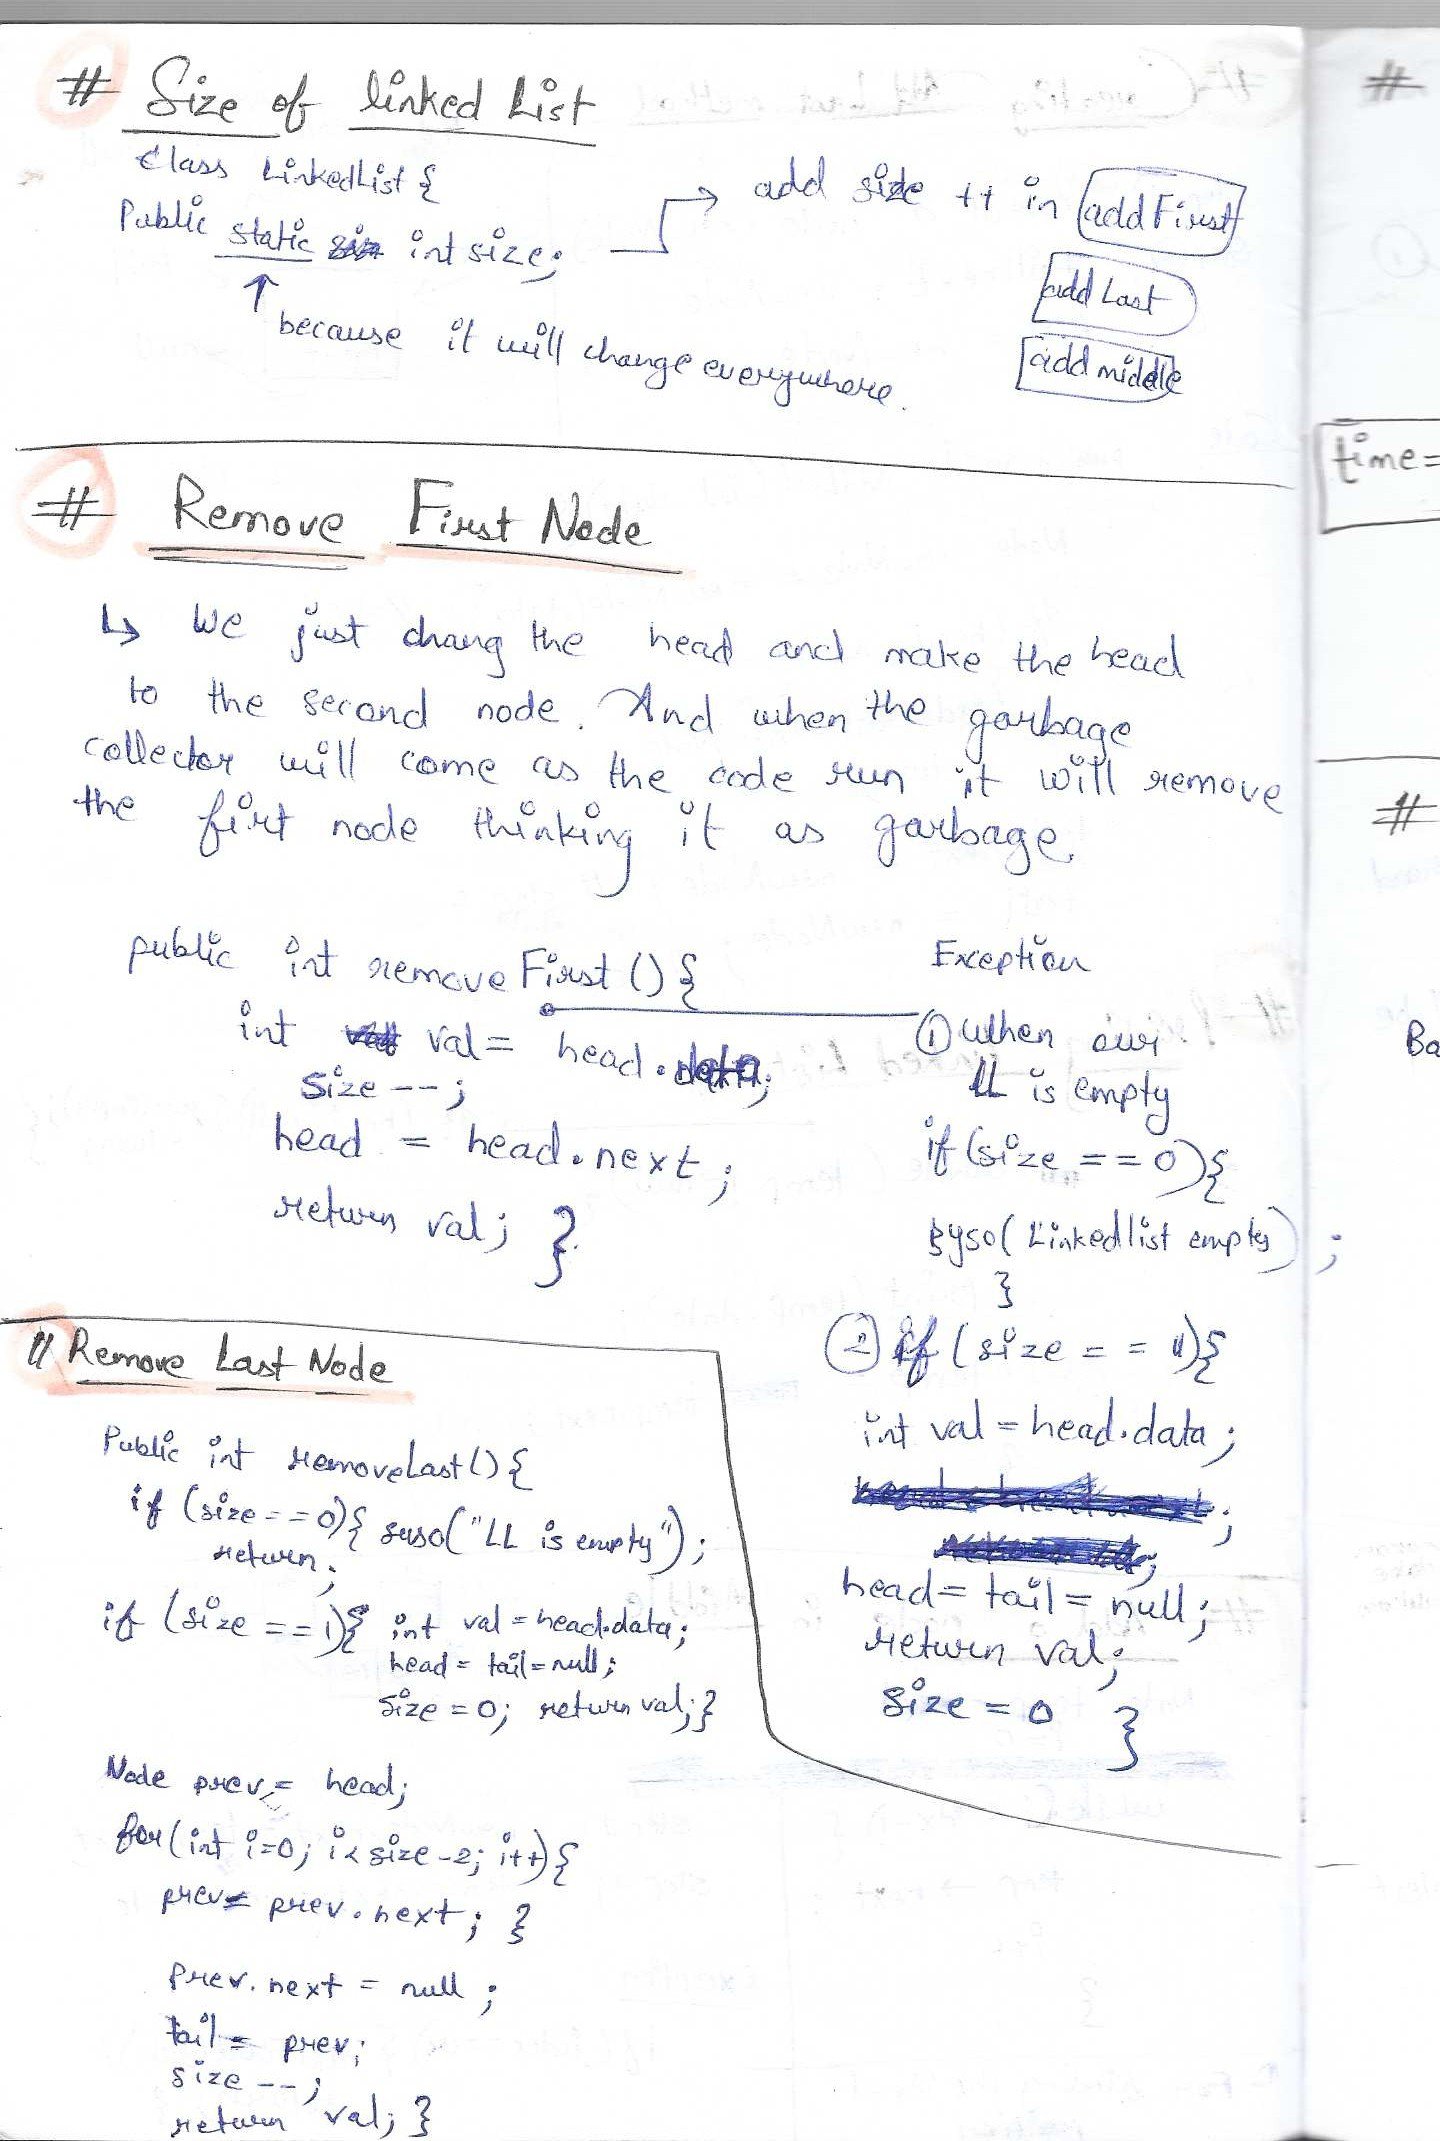 # Size of linked List
Class LinkedList {
Public static int size;
add size ++ in addFirst
add Last
add middle
↑ because it will change everywhere.
# Remove First Node
↳ We just chang the head and make the head
to the second node. And when the garbage
collector will come as the code run it will remove
the firt node thinking it as garbage.
public int remove First () {
int val = head.data;
size --;
head = head.next;
return val; }
Exception
① when our
LL is empty
if (size == 0) {
syso( Linkedlist empty) ;
}
② if (size == 1) {
int val = head.data;
head = tail = null;
return val;
size = 0 }
# Remove Last Node
Public int removeLast() {
if (size == 0) { syso("LL is empty");
return;
if (size == 1) { int val = head.data;
head = tail = null;
size = 0; return val; }
Node prev = head;
for (int i=0; i < size -2; i++) {
prev = prev.next; }
Prev.next = null ;
tail = prev;
size --;
return val; }
#
time=
#
Ba